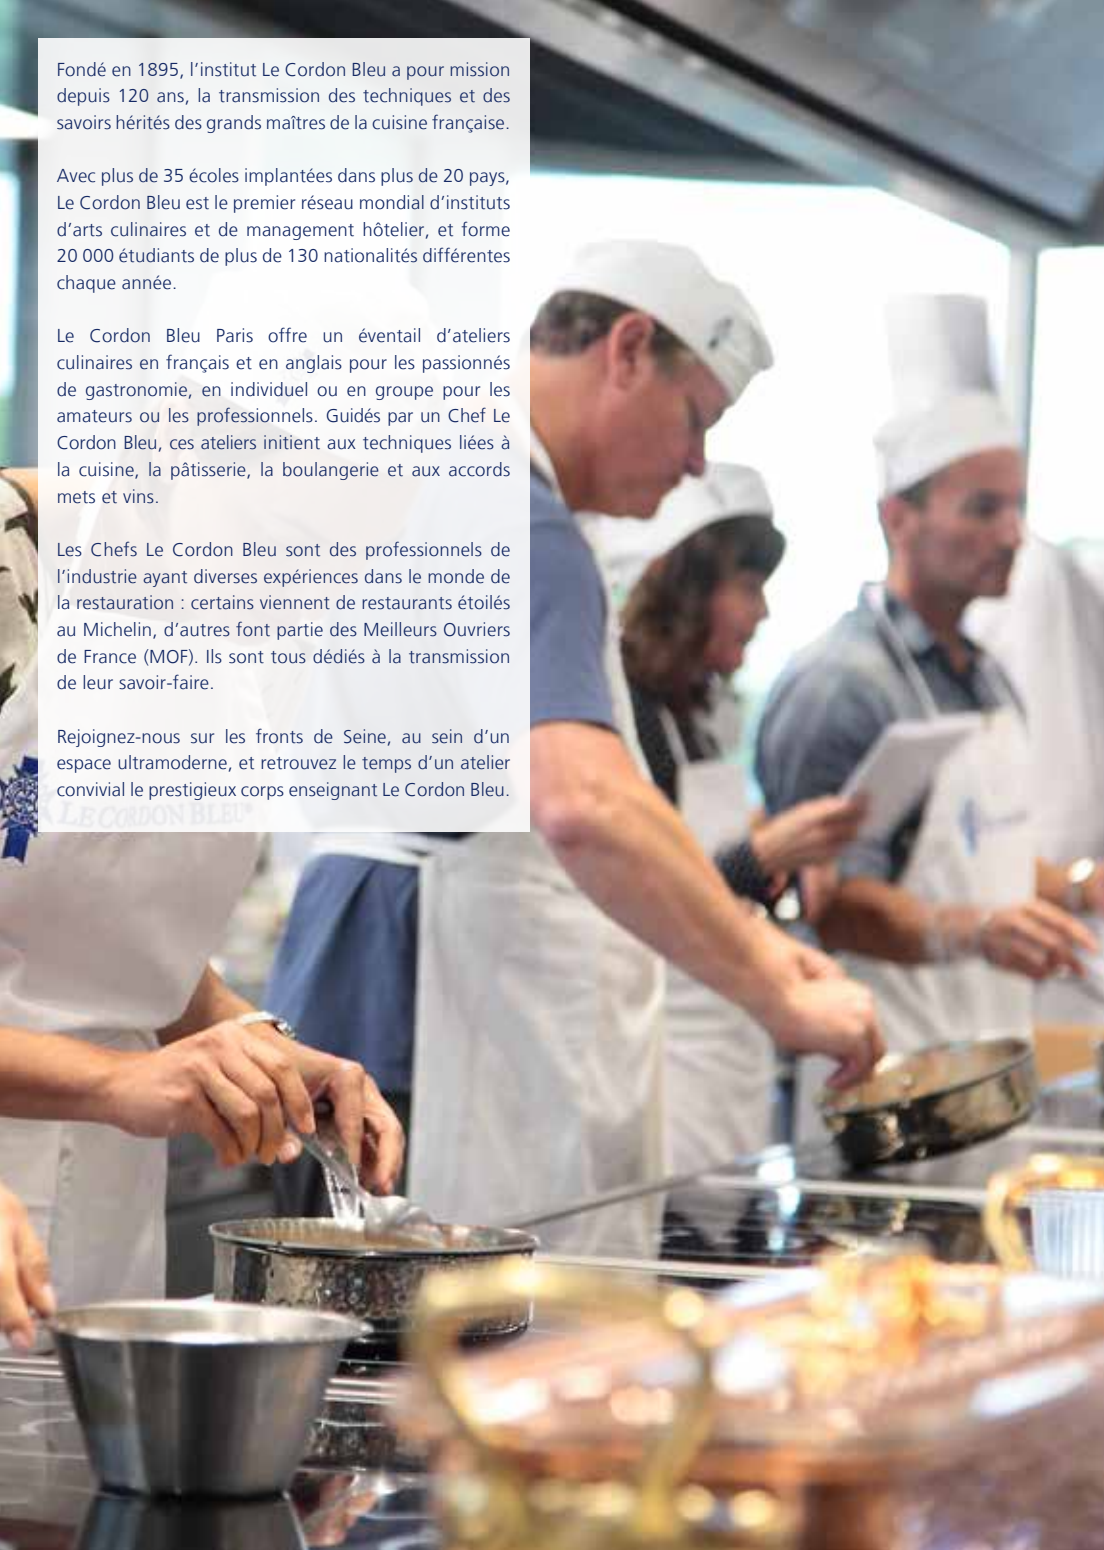 Fondé en 1895, l'institut Le Cordon Bleu a pour mission
depuis 120 ans, la transmission des techniques et des
savoirs hérités des grands maîtres de la cuisine française.
Avec plus de 35 écoles implantées dans plus de 20 pays,
Le Cordon Bleu est le premier réseau mondial d'instituts
d'arts culinaires et de management hôtelier, et forme
20 000 étudiants de plus de 130 nationalités différentes
chaque année.
Le Cordon Bleu Paris offre un éventail d'ateliers
culinaires en français et en anglais pour les passionnés
de gastronomie, en individuel ou en groupe pour les
amateurs ou les professionnels. Guidés par un Chef Le
Cordon Bleu, ces ateliers initient aux techniques liées à
la cuisine, la pâtisserie, la boulangerie et aux accords
mets et vins.
Les Chefs Le Cordon Bleu sont des professionnels de
l'industrie ayant diverses expériences dans le monde de
la restauration : certains viennent de restaurants étoilés
au Michelin, d'autres font partie des Meilleurs Ouvriers
de France (MOF). Ils sont tous dédiés à la transmission
de leur savoir-faire.
Rejoignez-nous sur les fronts de Seine, au sein d'un
espace ultramoderne, et retrouvez le temps d'un atelier
convivial le prestigieux corps enseignant Le Cordon Bleu.
LE CORDON BLEU®